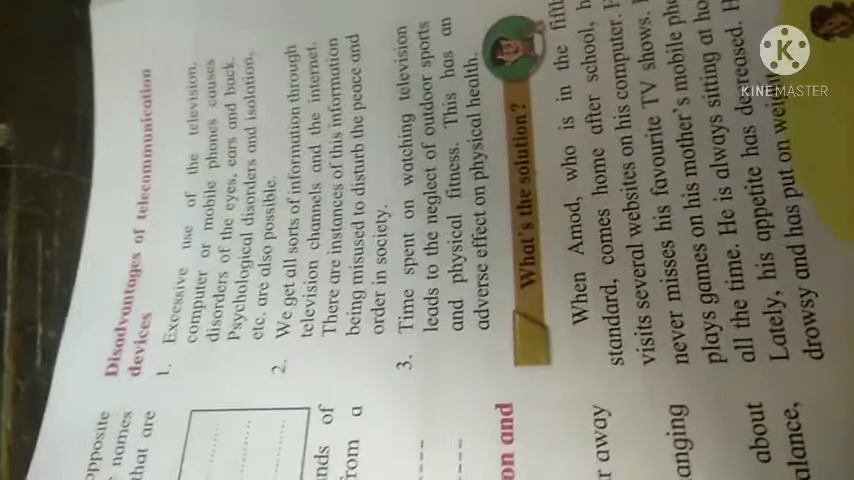 Disadvantages of telecommunication
devices
1. Excessive use of the television,
computer or mobile phones causes
disorders of the eyes, ears and back.
Psychological disorders and isolation,
etc. are also possible.
2. We get all sorts of information through
television channels and the internet.
There are instances of this information
being misused to disturb the peace and
order in society.
3. Time spent on watching television
leads to the neglect of outdoor sports
and physical fitness. This has an
adverse effect on physical health.
What's the solution?
When Amod, who is in the fifth
standard, comes home after school, h
visits several websites on his computer. H
never misses his favourite TV shows.
plays games on his mother's mobile ph
all the time. He is always sitting at ho
Lately, his appetite has decreased. H
drowsy and has put on weight
opposite
names
that are
nds of
rom a
on and
r away
anging
about
alance,
K
KINEMASTER